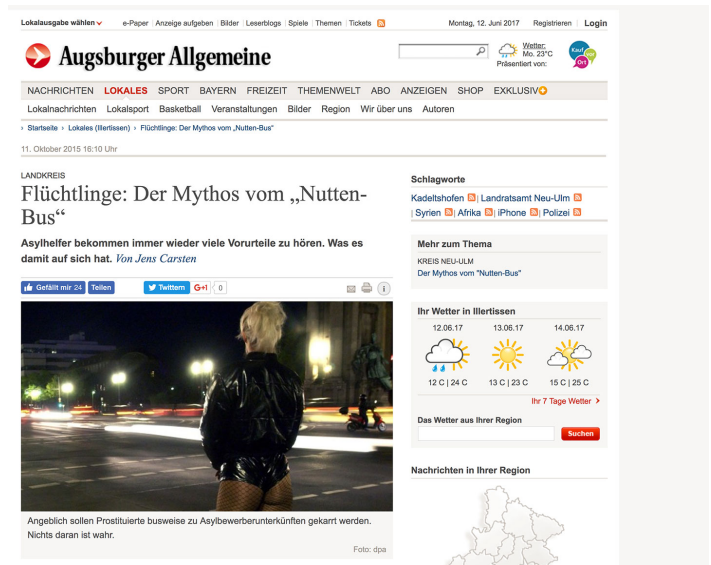 Lokalausgabe wählen
e-Paper | Anzeige aufgeben | Bilder | Leserblogs | Spiele | Themen | Tickets
Montag, 12. Juni 2017
Registrieren | Login
Augsburger Allgemeine
Wetter:
Mo. 23°C
Präsentiert von:
Kauf
vor
Ort
NACHRICHTEN LOKALES SPORT BAYERN FREIZEIT THEMENWELT ABO ANZEIGEN SHOP EXKLUSIV
Lokalnachrichten Lokalsport Basketball Veranstaltungen Bilder Region Wir über uns Autoren
› Startseite › Lokales (Illertissen) › Flüchtlinge: Der Mythos vom „Nutten-Bus“
11. Oktober 2015 16:10 Uhr
LANDKREIS
Flüchtlinge: Der Mythos vom „Nutten-
Bus“
Asylhelfer bekommen immer wieder viele Vorurteile zu hören. Was es
damit auf sich hat. Von Jens Carsten
Gefällt mir 24 Teilen
Twittern
G+1 0
Angeblich sollen Prostituierte busweise zu Asylbewerberunterkünften gekarrt werden.
Nichts daran ist wahr.
Foto: dpa
Schlagworte
Kadeltshofen | Landratsamt Neu-Ulm
| Syrien | Afrika | iPhone | Polizei
Mehr zum Thema
KREIS NEU-ULM
Der Mythos vom "Nutten-Bus"
Ihr Wetter in Illertissen
12.06.17 13.06.17 14.06.17
12 C | 24 C 13 C | 23 C 15 C | 25 C
Ihr 7 Tage Wetter
Das Wetter aus Ihrer Region
Suchen
Nachrichten in Ihrer Region